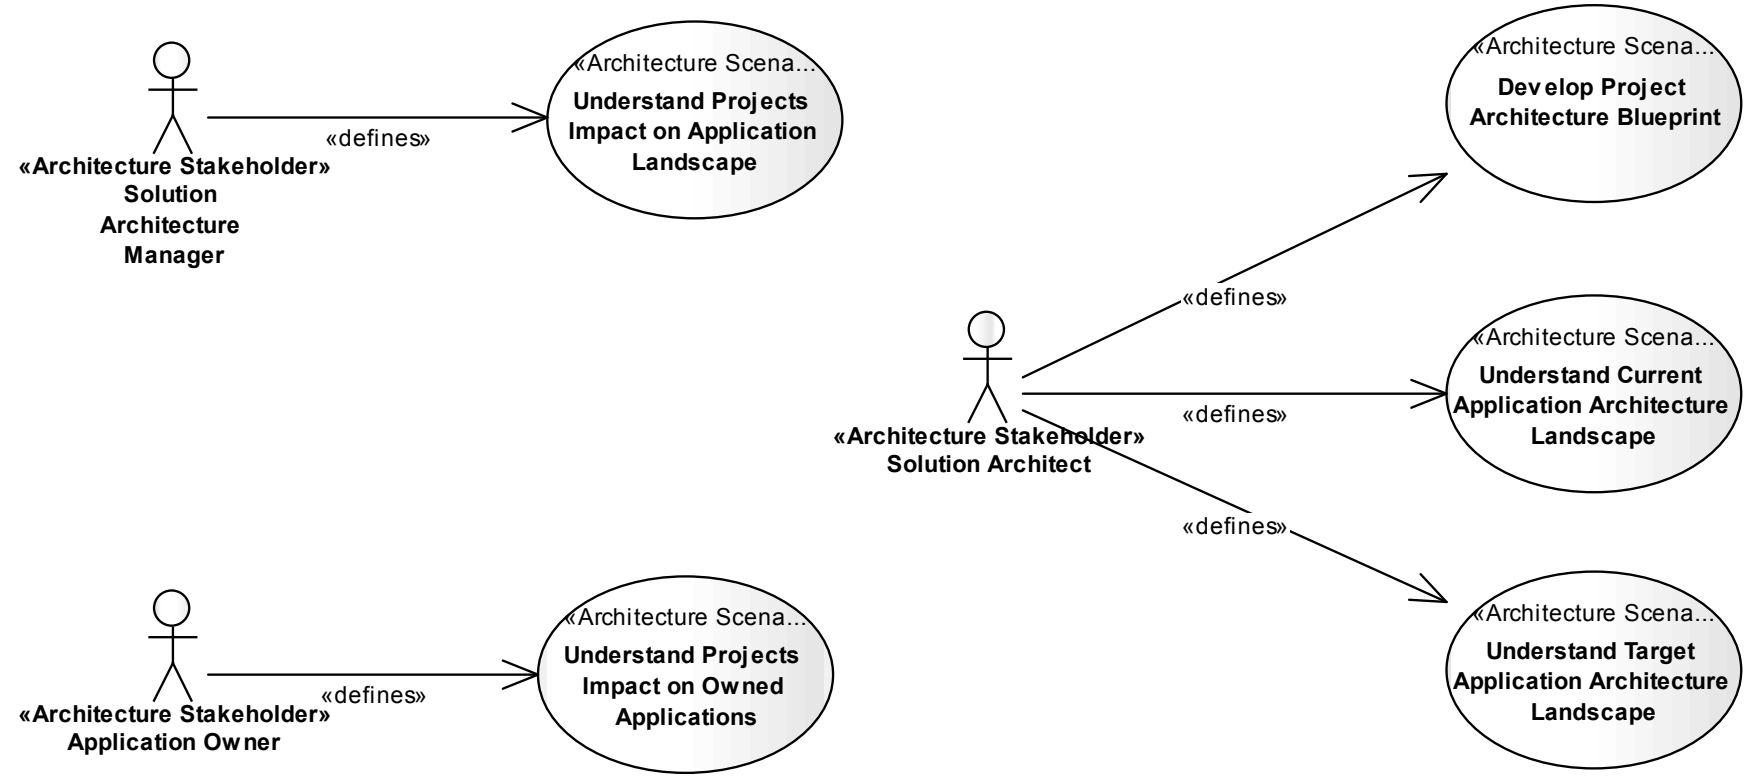 «Architecture Scena...
Understand Projects
Impact on Application
Landscape
«defines»
«Architecture Stakeholder»
Solution
Architecture
Manager
«Architecture Scena...
Develop Project
Architecture Blueprint
«defines»
«Architecture Scena...
Understand Current
Application Architecture
Landscape
«defines»
«Architecture Stakeholder»
Solution Architect
«defines»
«Architecture Scena...
Understand Target
Application Architecture
Landscape
«Architecture Scena...
Understand Projects
Impact on Owned
Applications
«defines»
«Architecture Stakeholder»
Application Owner